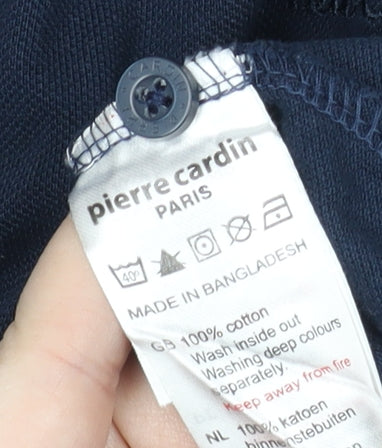 pierre cardin
PARIS
40°
MADE IN BANGLADESH
GB 100% cotton
Wash inside out
Washing deep colours
separately.
Keep away from fire
NL 100% katoen
binnenstebuiten